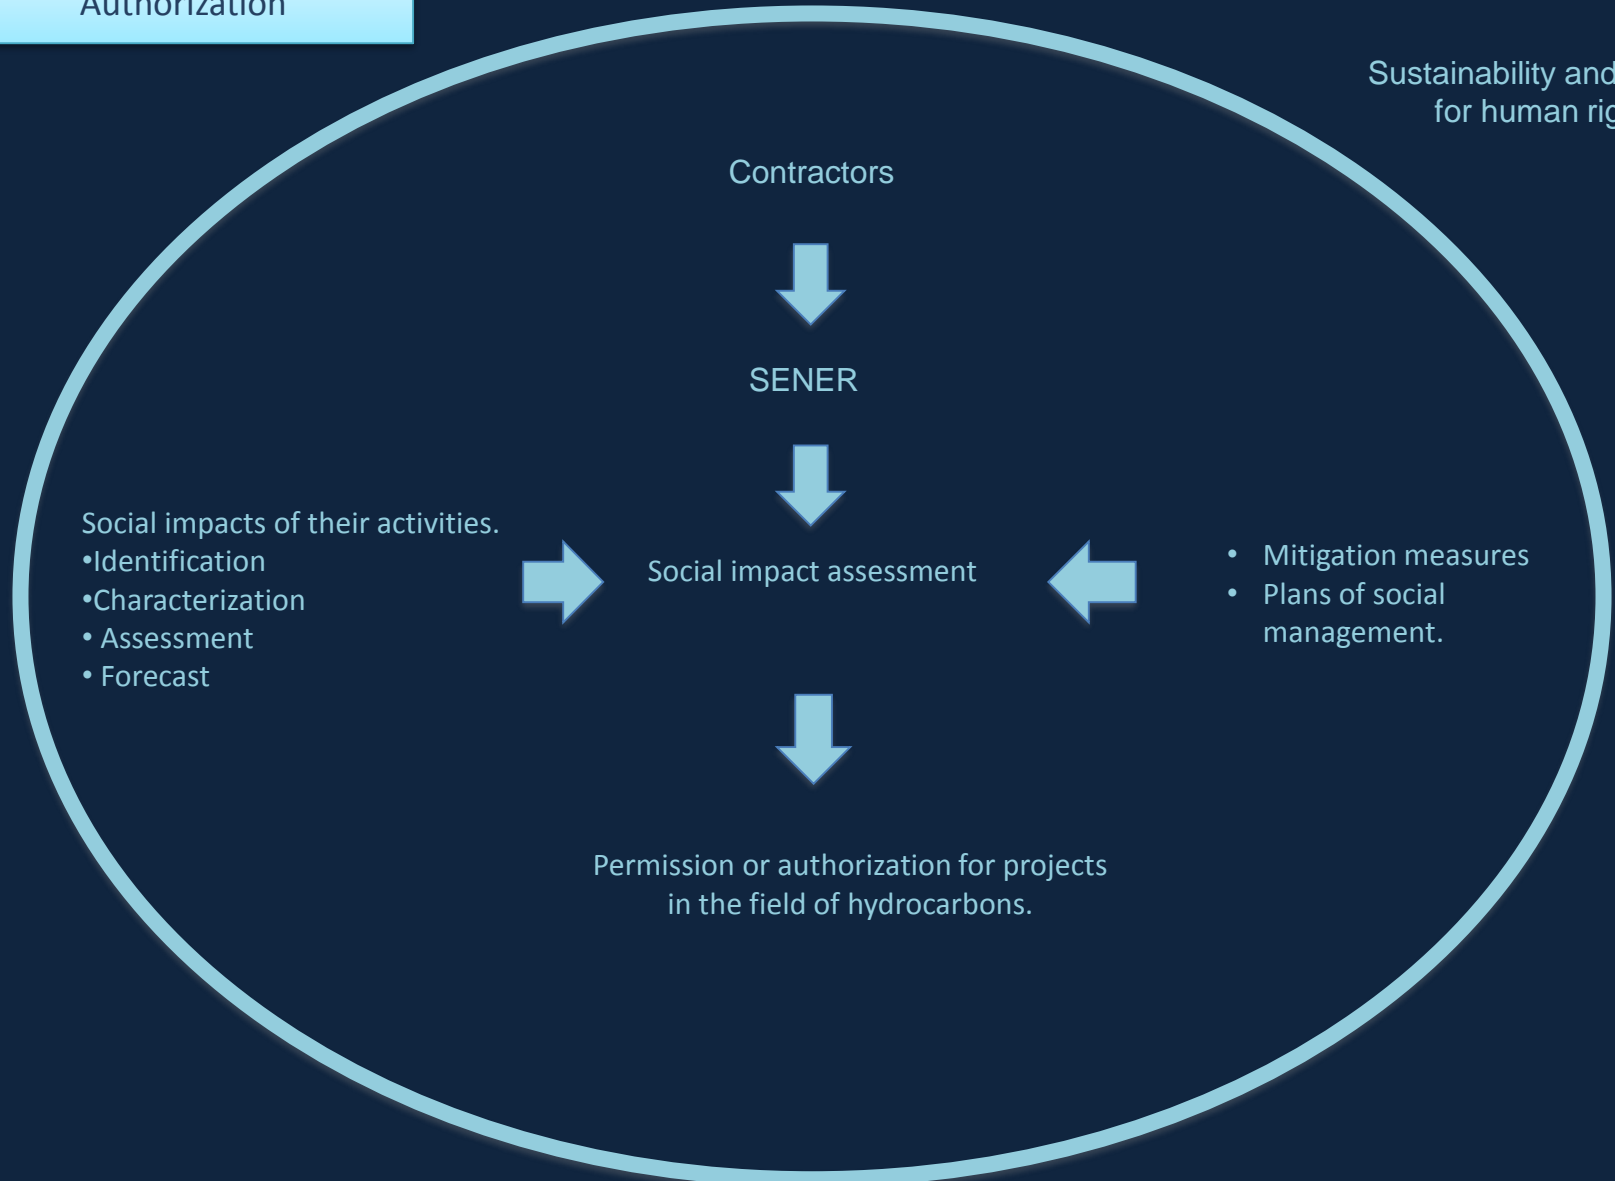 Authorization
Sustainability and
for human
Contractors
SENER
Social impacts of their activities.
•Identification
•Characterization
• Assessment
• Forecast
Social impact assessment
• Mitigation measures
• Plans of social
management.
Permission or authorization for projects
in the field of hydrocarbons.